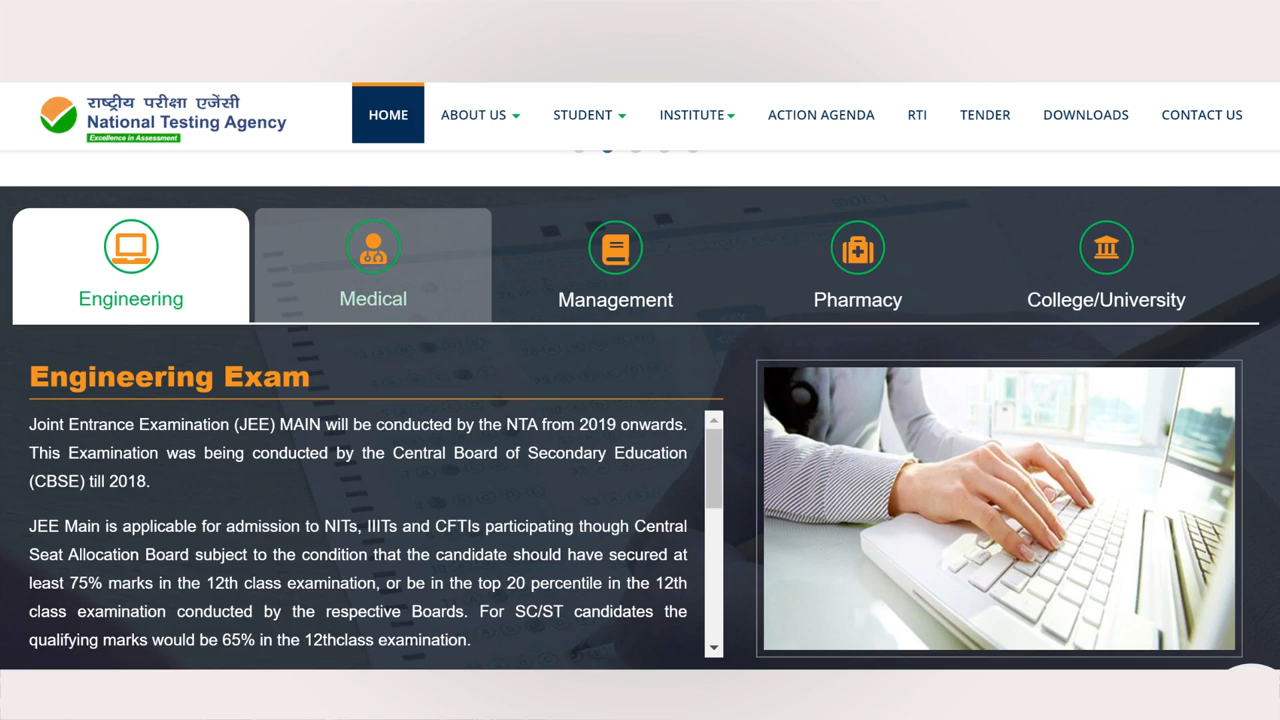 राष्ट्रीय परीक्षा एजेंसी
National Testing Agency
Excellence in Assessment
HOME ABOUT US STUDENT INSTITUTE ACTION AGENDA RTI TENDER DOWNLOADS CONTACT US
Engineering Medical Management Pharmacy College/University
Engineering Exam
Joint Entrance Examination (JEE) MAIN will be conducted by the NTA from 2019 onwards.
This Examination was being conducted by the Central Board of Secondary Education
(CBSE) till 2018.
JEE Main is applicable for admission to NITs, IIITs and CFTIs participating though Central
Seat Allocation Board subject to the condition that the candidate should have secured at
least 75% marks in the 12th class examination, or be in the top 20 percentile in the 12th
class examination conducted by the respective Boards. For SC/ST candidates the
qualifying marks would be 65% in the 12thclass examination.